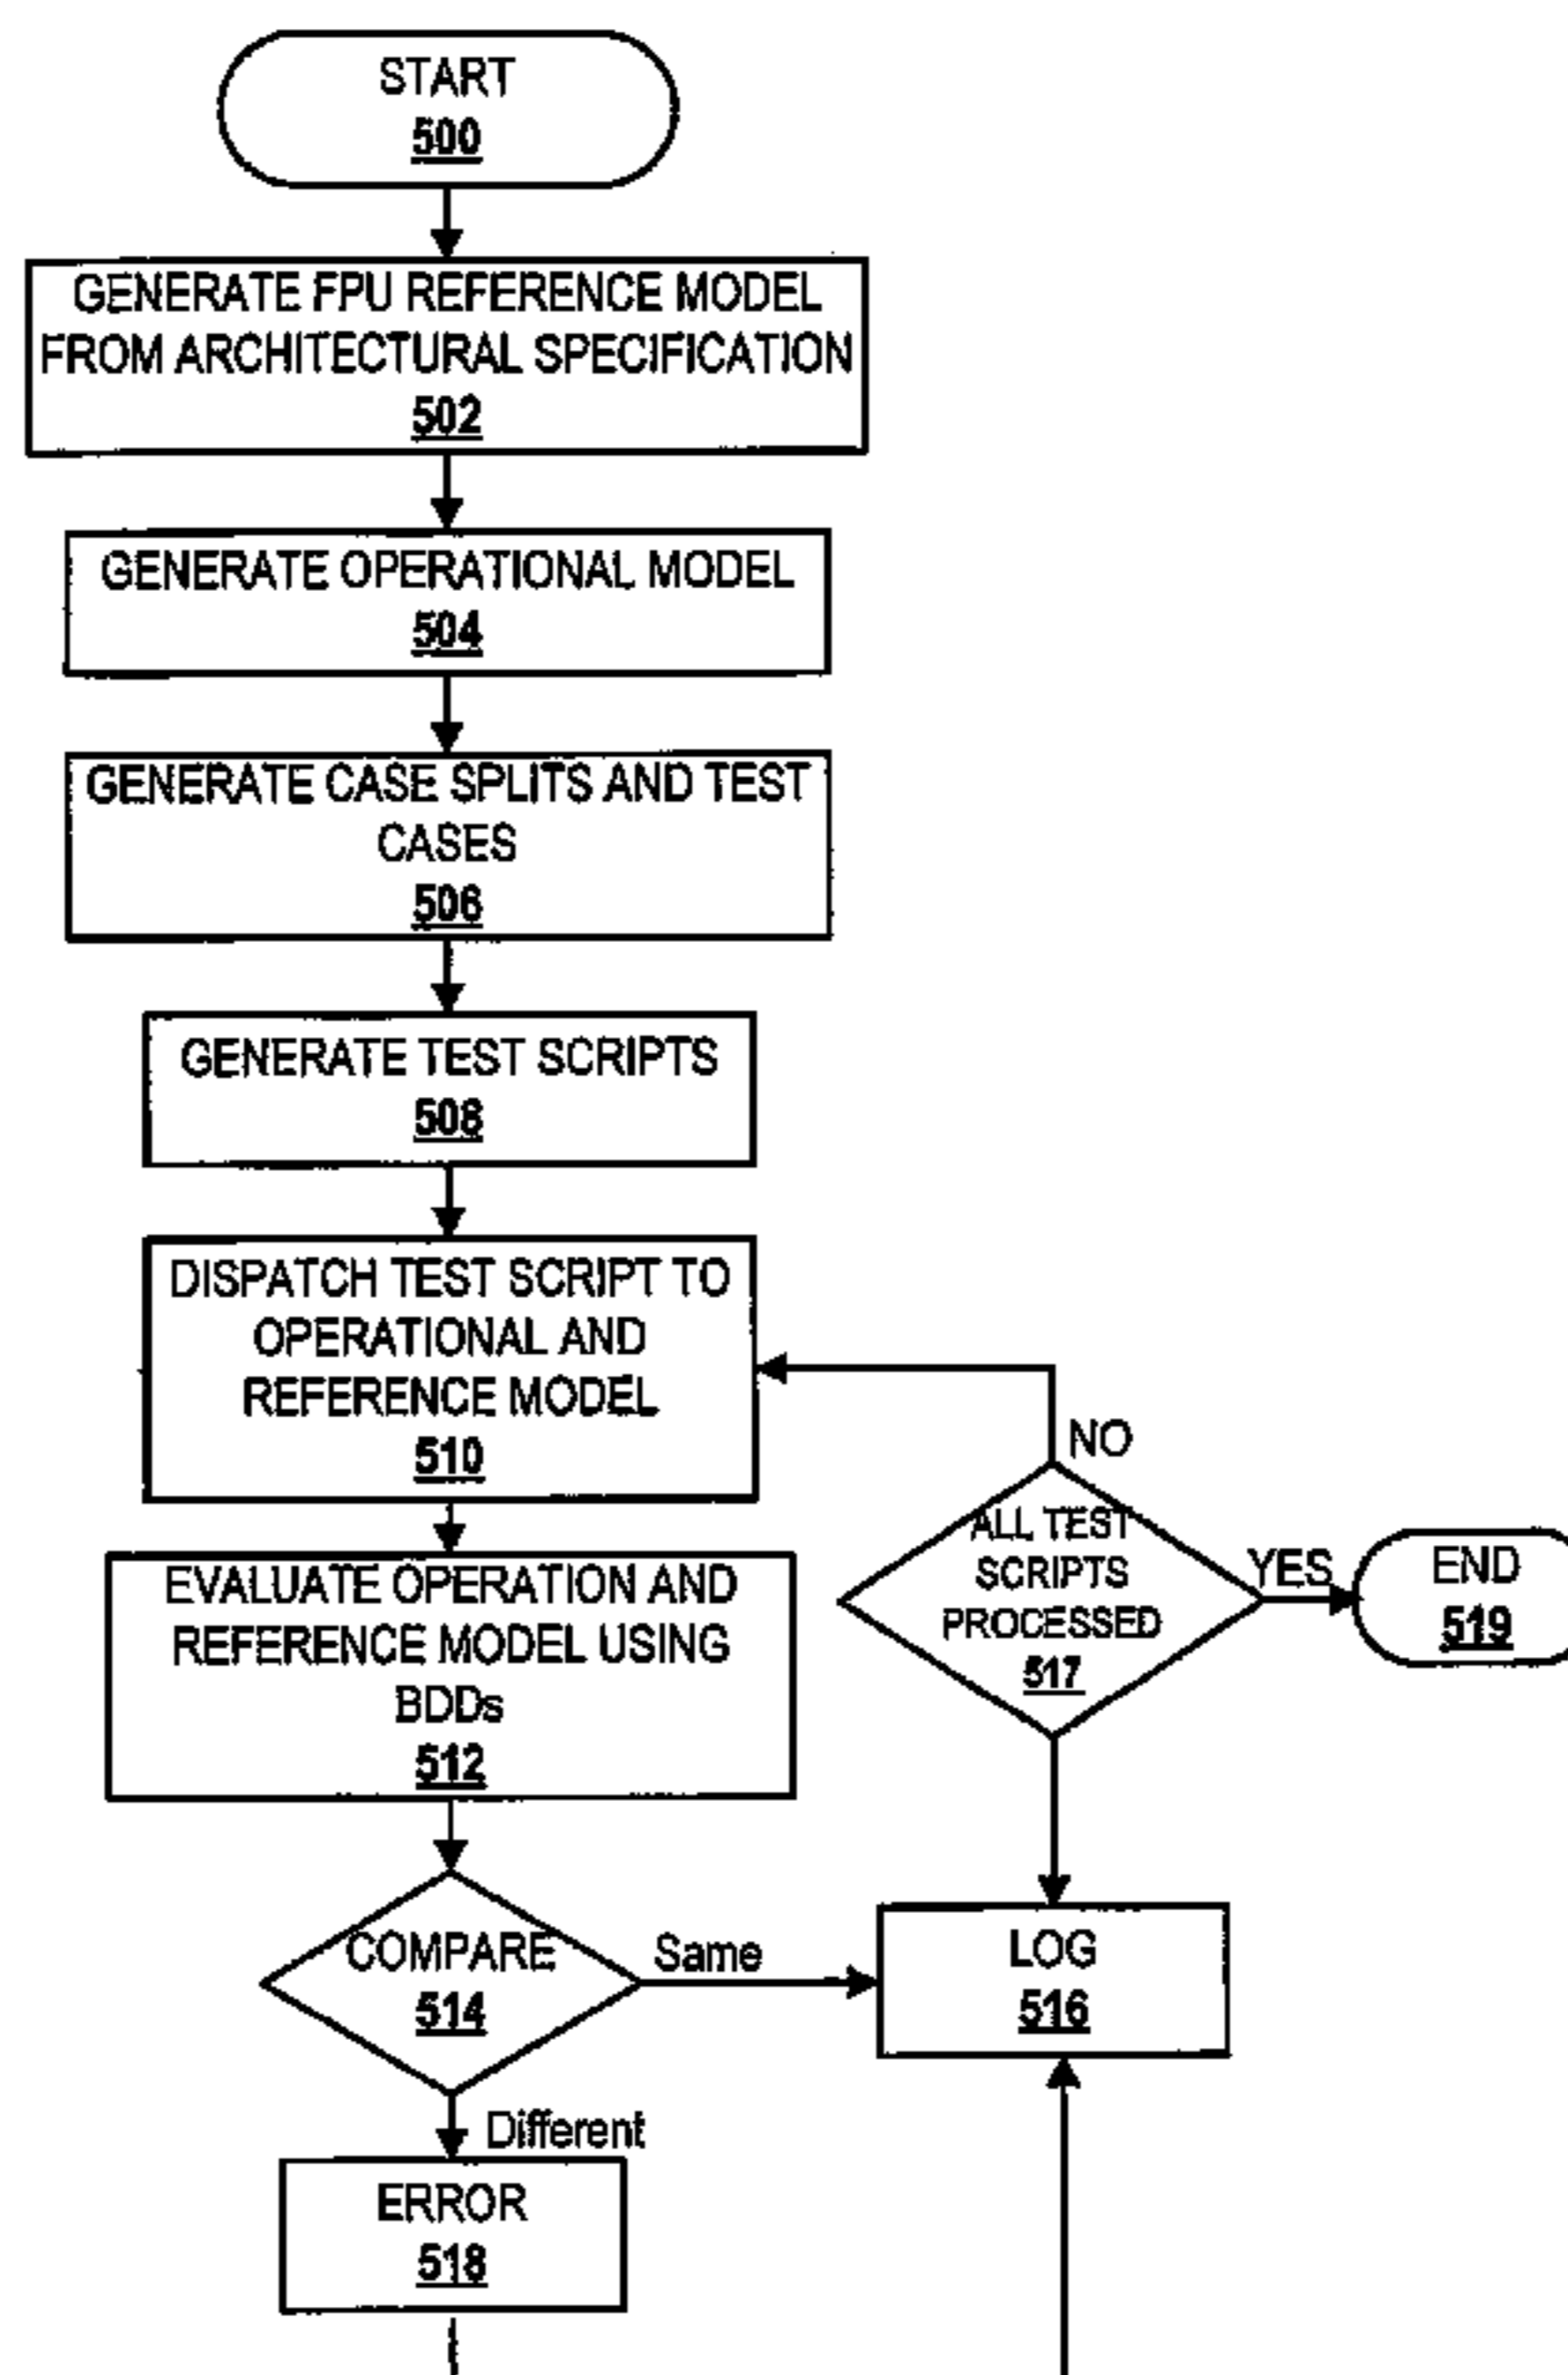 START
500
GENERATE FPU REFERENCE MODEL
FROM ARCHITECTURAL SPECIFICATION
502
GENERATE OPERATIONAL MODEL
504
GENERATE CASE SPLITS AND TEST
CASES
506
GENERATE TEST SCRIPTS
508
DISPATCH TEST SCRIPT TO
OPERATIONAL AND
REFERENCE MODEL
510
NO
ALL TEST
SCRIPTS
PROCESSED
517
YES
END
519
EVALUATE OPERATION AND
REFERENCE MODEL USING
BDDs
512
COMPARE
514
Same
LOG
516
Different
ERROR
518